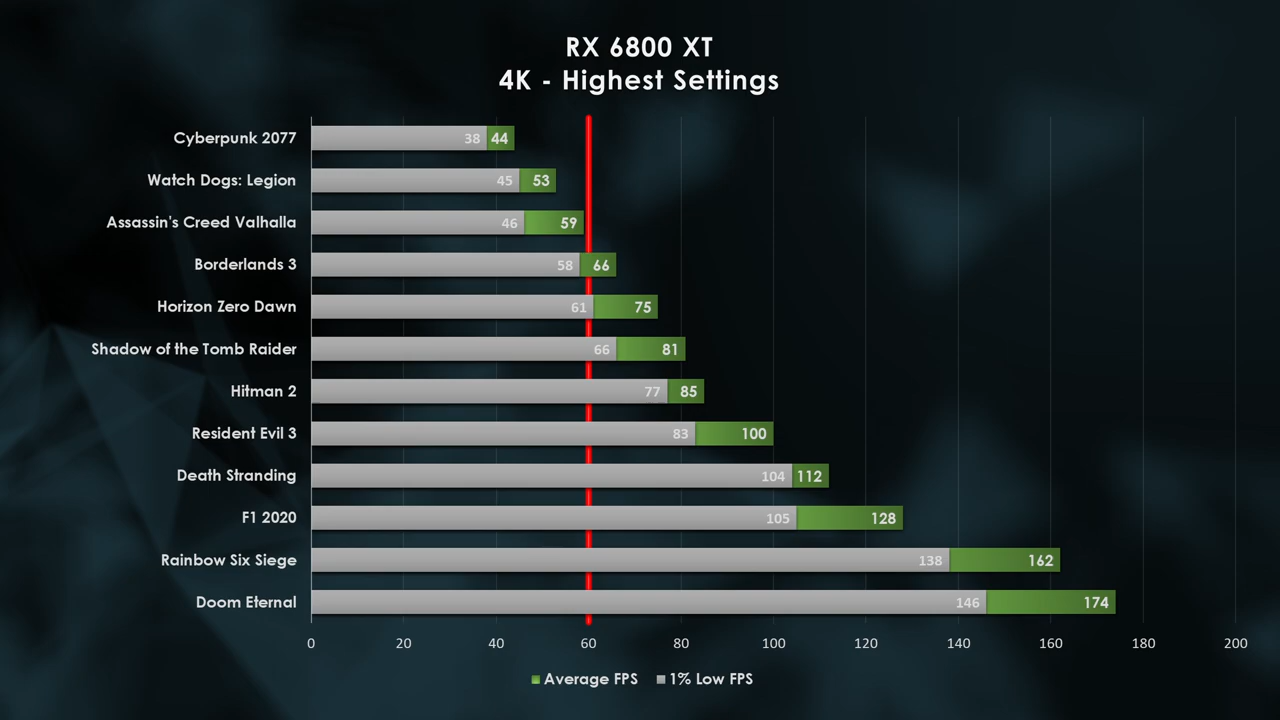 RX 6800 XT
4K - Highest Settings
Cyberpunk 2077 38 44
Watch Dogs: Legion 45 53
Assassin's Creed Valhalla 46 59
Borderlands 3 58 66
Horizon Zero Dawn 61 75
Shadow of the Tomb Raider 66 81
Hitman 2 77 85
Resident Evil 3 83 100
Death Stranding 104 112
F1 2020 105 128
Rainbow Six Siege 138 162
Doom Eternal 146 174
0 20 40 60 80 100 120 140 160 180 200
Average FPS 1% Low FPS